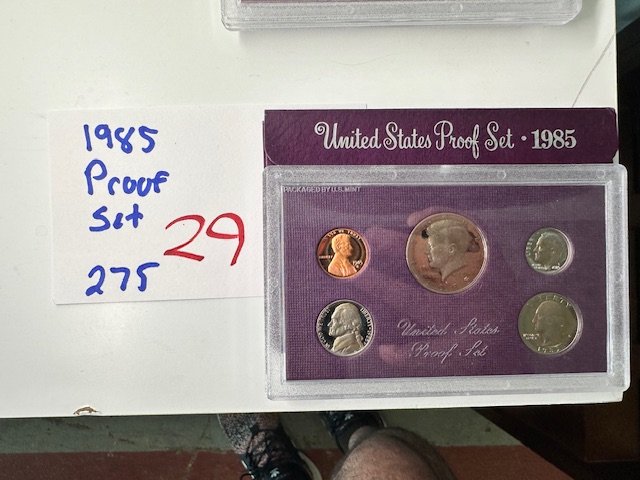 1985
Proof
Set
29
275
United States Proof Set · 1985
PACKAGED BY U.S. MINT
United States
Proof Set